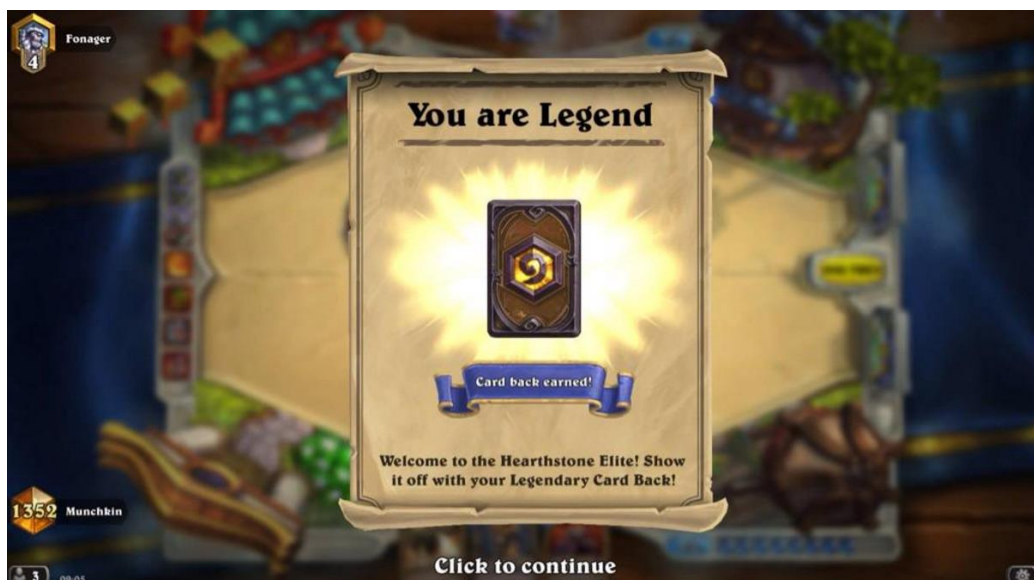 Fonager
4
You are Legend
Card back earned!
Welcome to the Hearthstone Elite! Show
it off with your Legendary Card Back!
1352 Munchkin
Click to continue
3